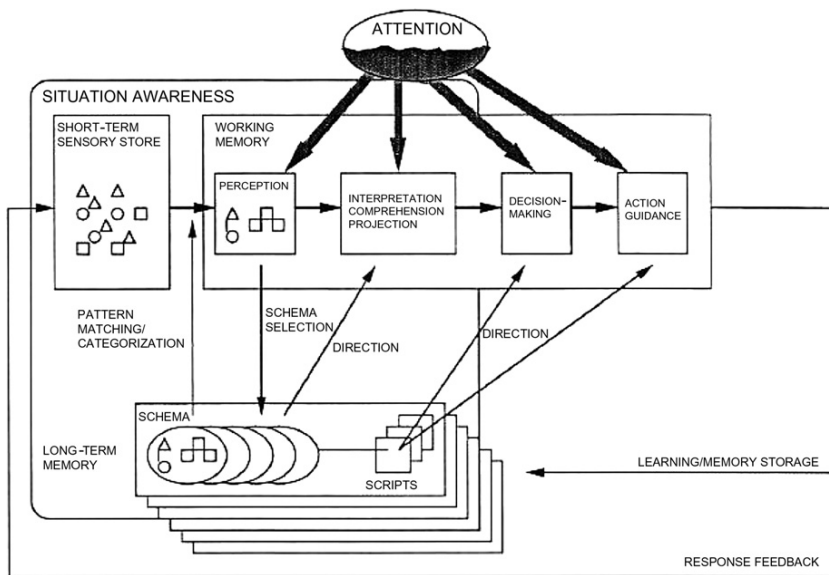 ATTENTION
SITUATION AWARENESS
SHORT-TERM
SENSORY STORE
WORKING
MEMORY
PERCEPTION
INTERPRETATION
COMPREHENSION
PROJECTION
DECISION-
MAKING
ACTION
GUIDANCE
PATTERN
MATCHING/
CATEGORIZATION
SCHEMA
SELECTION
DIRECTION
DIRECTION
SCHEMA
LONG-TERM
MEMORY
SCRIPTS
LEARNING/MEMORY STORAGE
RESPONSE FEEDBACK